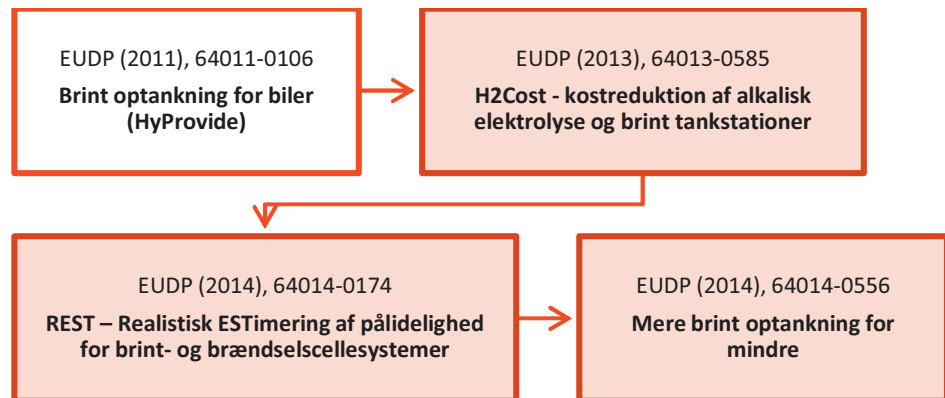 EUDP (2011), 64011-0106
Brint optankning for biler
(HyProvide)
EUDP (2013), 64013-0585
H2Cost - kostreduktion af alkalisk
elektrolyse og brint tankstationer
EUDP (2014), 64014-0174
REST – Realistisk ESTimering af pålidelighed
for brint- og brændselscellesystemer
EUDP (2014), 64014-0556
Mere brint optankning for
mindre